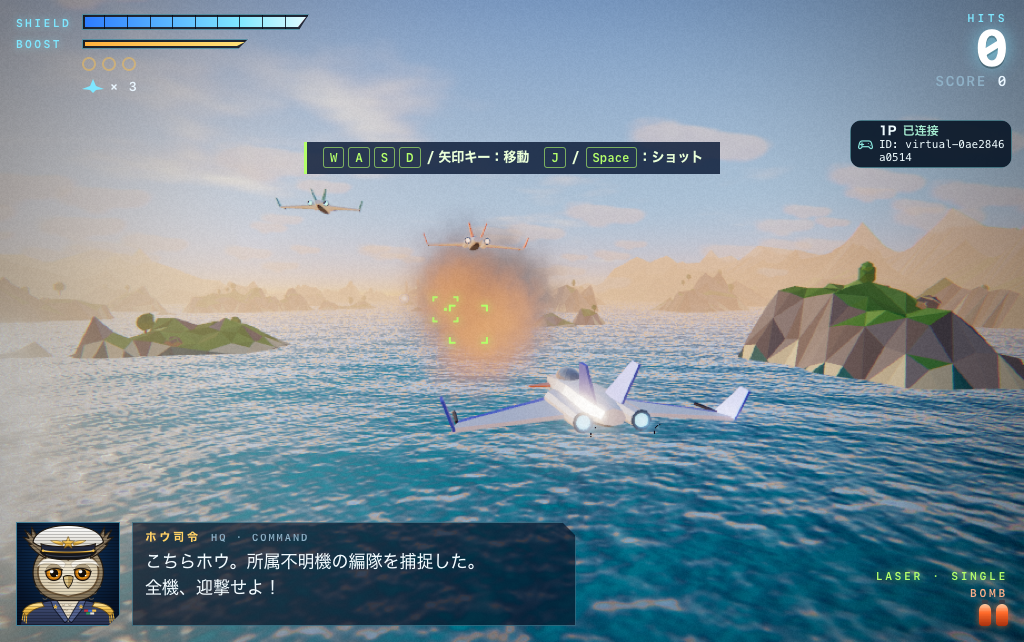 SHIELD
BOOST
× 3
HITS
0
SCORE 0
1P 已连接
ID: virtual-0ae2846
a0514
W A S D / 矢印キー：移動 J / Space：ショット
ホウ司令 HQ · COMMAND
こちらホウ。所属不明機の編隊を捕捉した。
全機、迎撃せよ！
LASER · SINGLE
BOMB